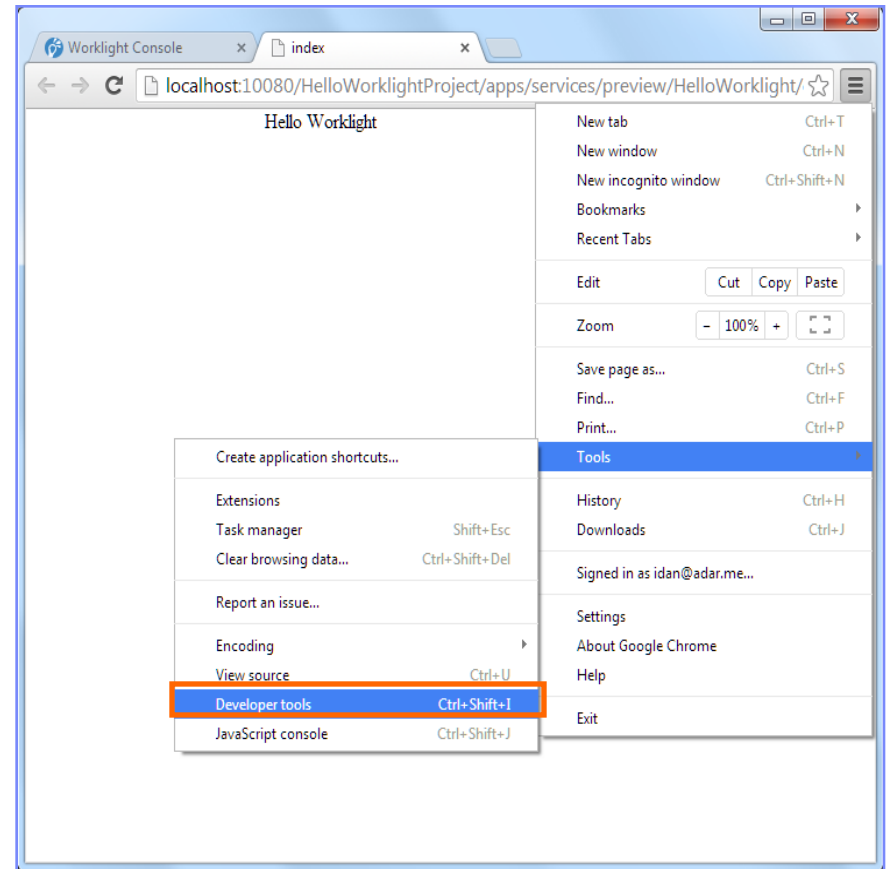 Worklight Console
index
localhost:10080/HelloWorklightProject/apps/services/preview/HelloWorklight/
Hello Worklight
New tab Ctrl+T
New window Ctrl+N
New incognito window Ctrl+Shift+N
Bookmarks
Recent Tabs
Edit Cut Copy Paste
Zoom - 100% +
Save page as... Ctrl+S
Find... Ctrl+F
Print... Ctrl+P
Tools
History Ctrl+H
Downloads Ctrl+J
Signed in as idan@adar.me...
Settings
About Google Chrome
Help
Exit
Create application shortcuts...
Extensions
Task manager Shift+Esc
Clear browsing data... Ctrl+Shift+Del
Report an issue...
Encoding
View source Ctrl+U
Developer tools Ctrl+Shift+I
JavaScript console Ctrl+Shift+J